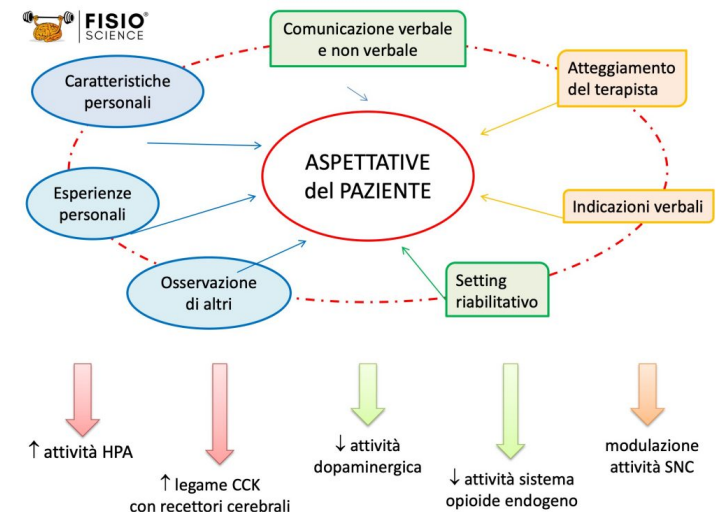 FISIO®
SCIENCE
Comunicazione verbale
e non verbale
Caratteristiche
personali
Atteggiamento
del terapista
ASPETTATIVE
del PAZIENTE
Esperienze
personali
Indicazioni verbali
Osservazione
di altri
Setting
riabilitativo
↑ attività HPA
↑ legame CCK
con recettori cerebrali
↓ attività
dopaminergica
↓ attività sistema
opioide endogeno
modulazione
attività SNC